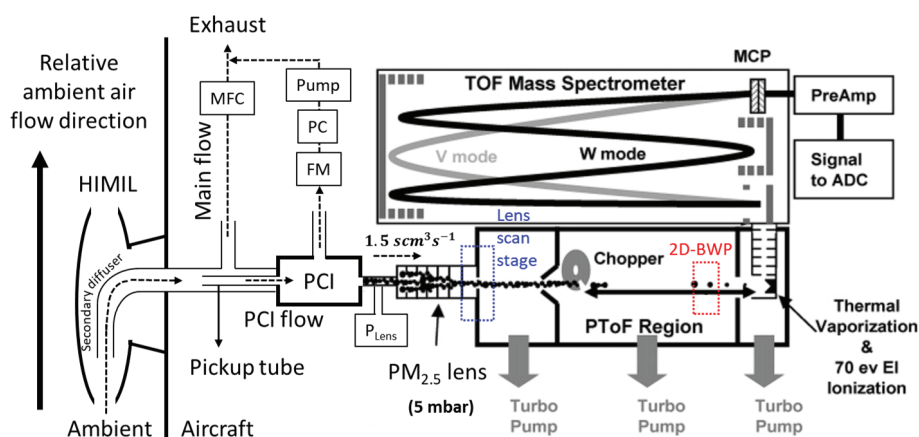 Exhaust
Relative
ambient air
flow direction
MFC
Pump
PC
FM
Main flow
HIMIL
Secondary diffuser
PCI
PCI flow
Pickup tube
Ambient
Aircraft
1.5 scm³s⁻¹
P_Lens
PM₂.₅ lens
(5 mbar)
Lens
scan
stage
TOF Mass Spectrometer
V mode
W mode
MCP
PreAmp
Signal
to ADC
Chopper
2D-BWP
PToF Region
Thermal
Vaporization
&
70 ev EI
Ionization
Turbo
Pump
Turbo
Pump
Turbo
Pump